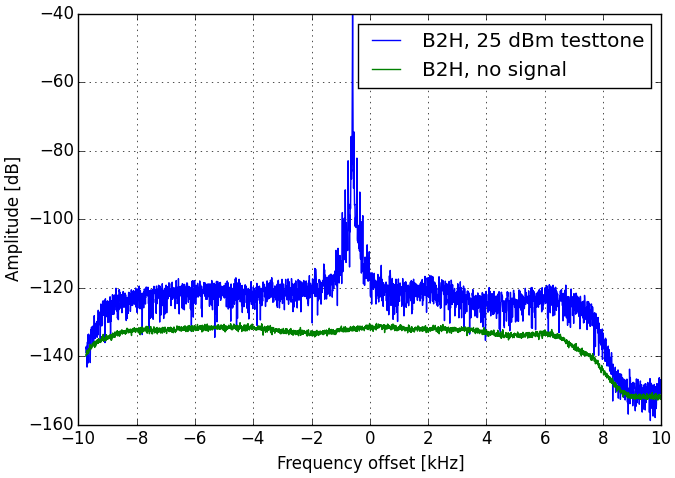 −40
−60
−80
−100
−120
−140
−160
Amplitude [dB]
B2H, 25 dBm testtone
B2H, no signal
−10 −8 −6 −4 −2 0 2 4 6 8 10
Frequency offset [kHz]